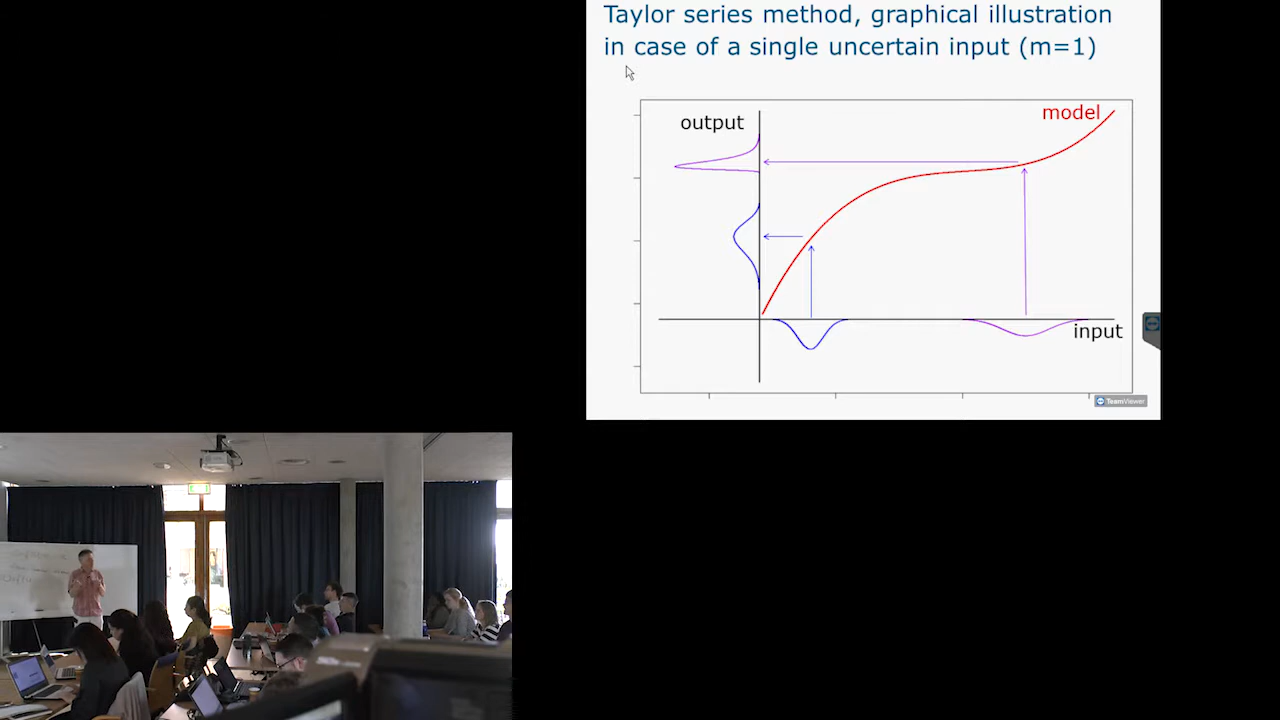 Taylor series method, graphical illustration
in case of a single uncertain input (m=1)
model
output
input
TeamViewer